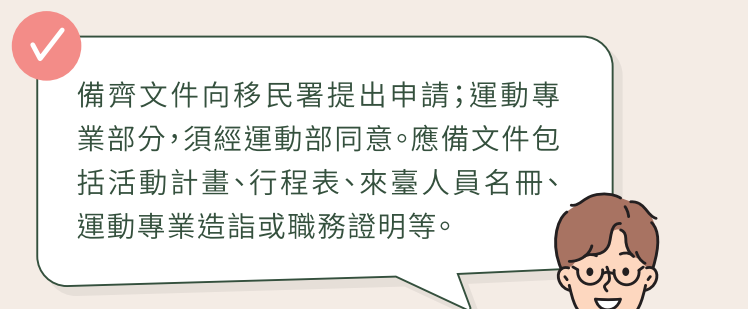 備齊文件向移民署提出申請；運動專
業部分，須經運動部同意。應備文件包
括活動計畫、行程表、來臺人員名冊、
運動專業造詣或職務證明等。